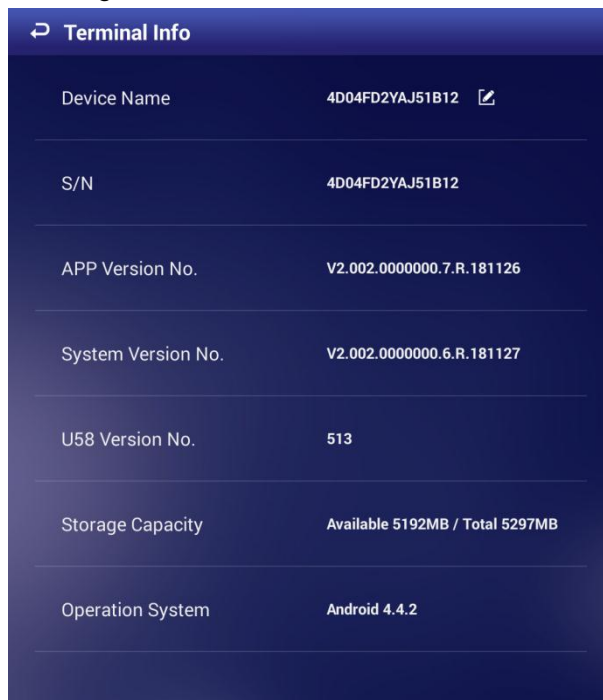 Terminal Info
Device Name 4D04FD2YAJ51B12
S/N 4D04FD2YAJ51B12
APP Version No. V2.002.0000000.7.R.181126
System Version No. V2.002.0000000.6.R.181127
U58 Version No. 513
Storage Capacity Available 5192MB / Total 5297MB
Operation System Android 4.4.2